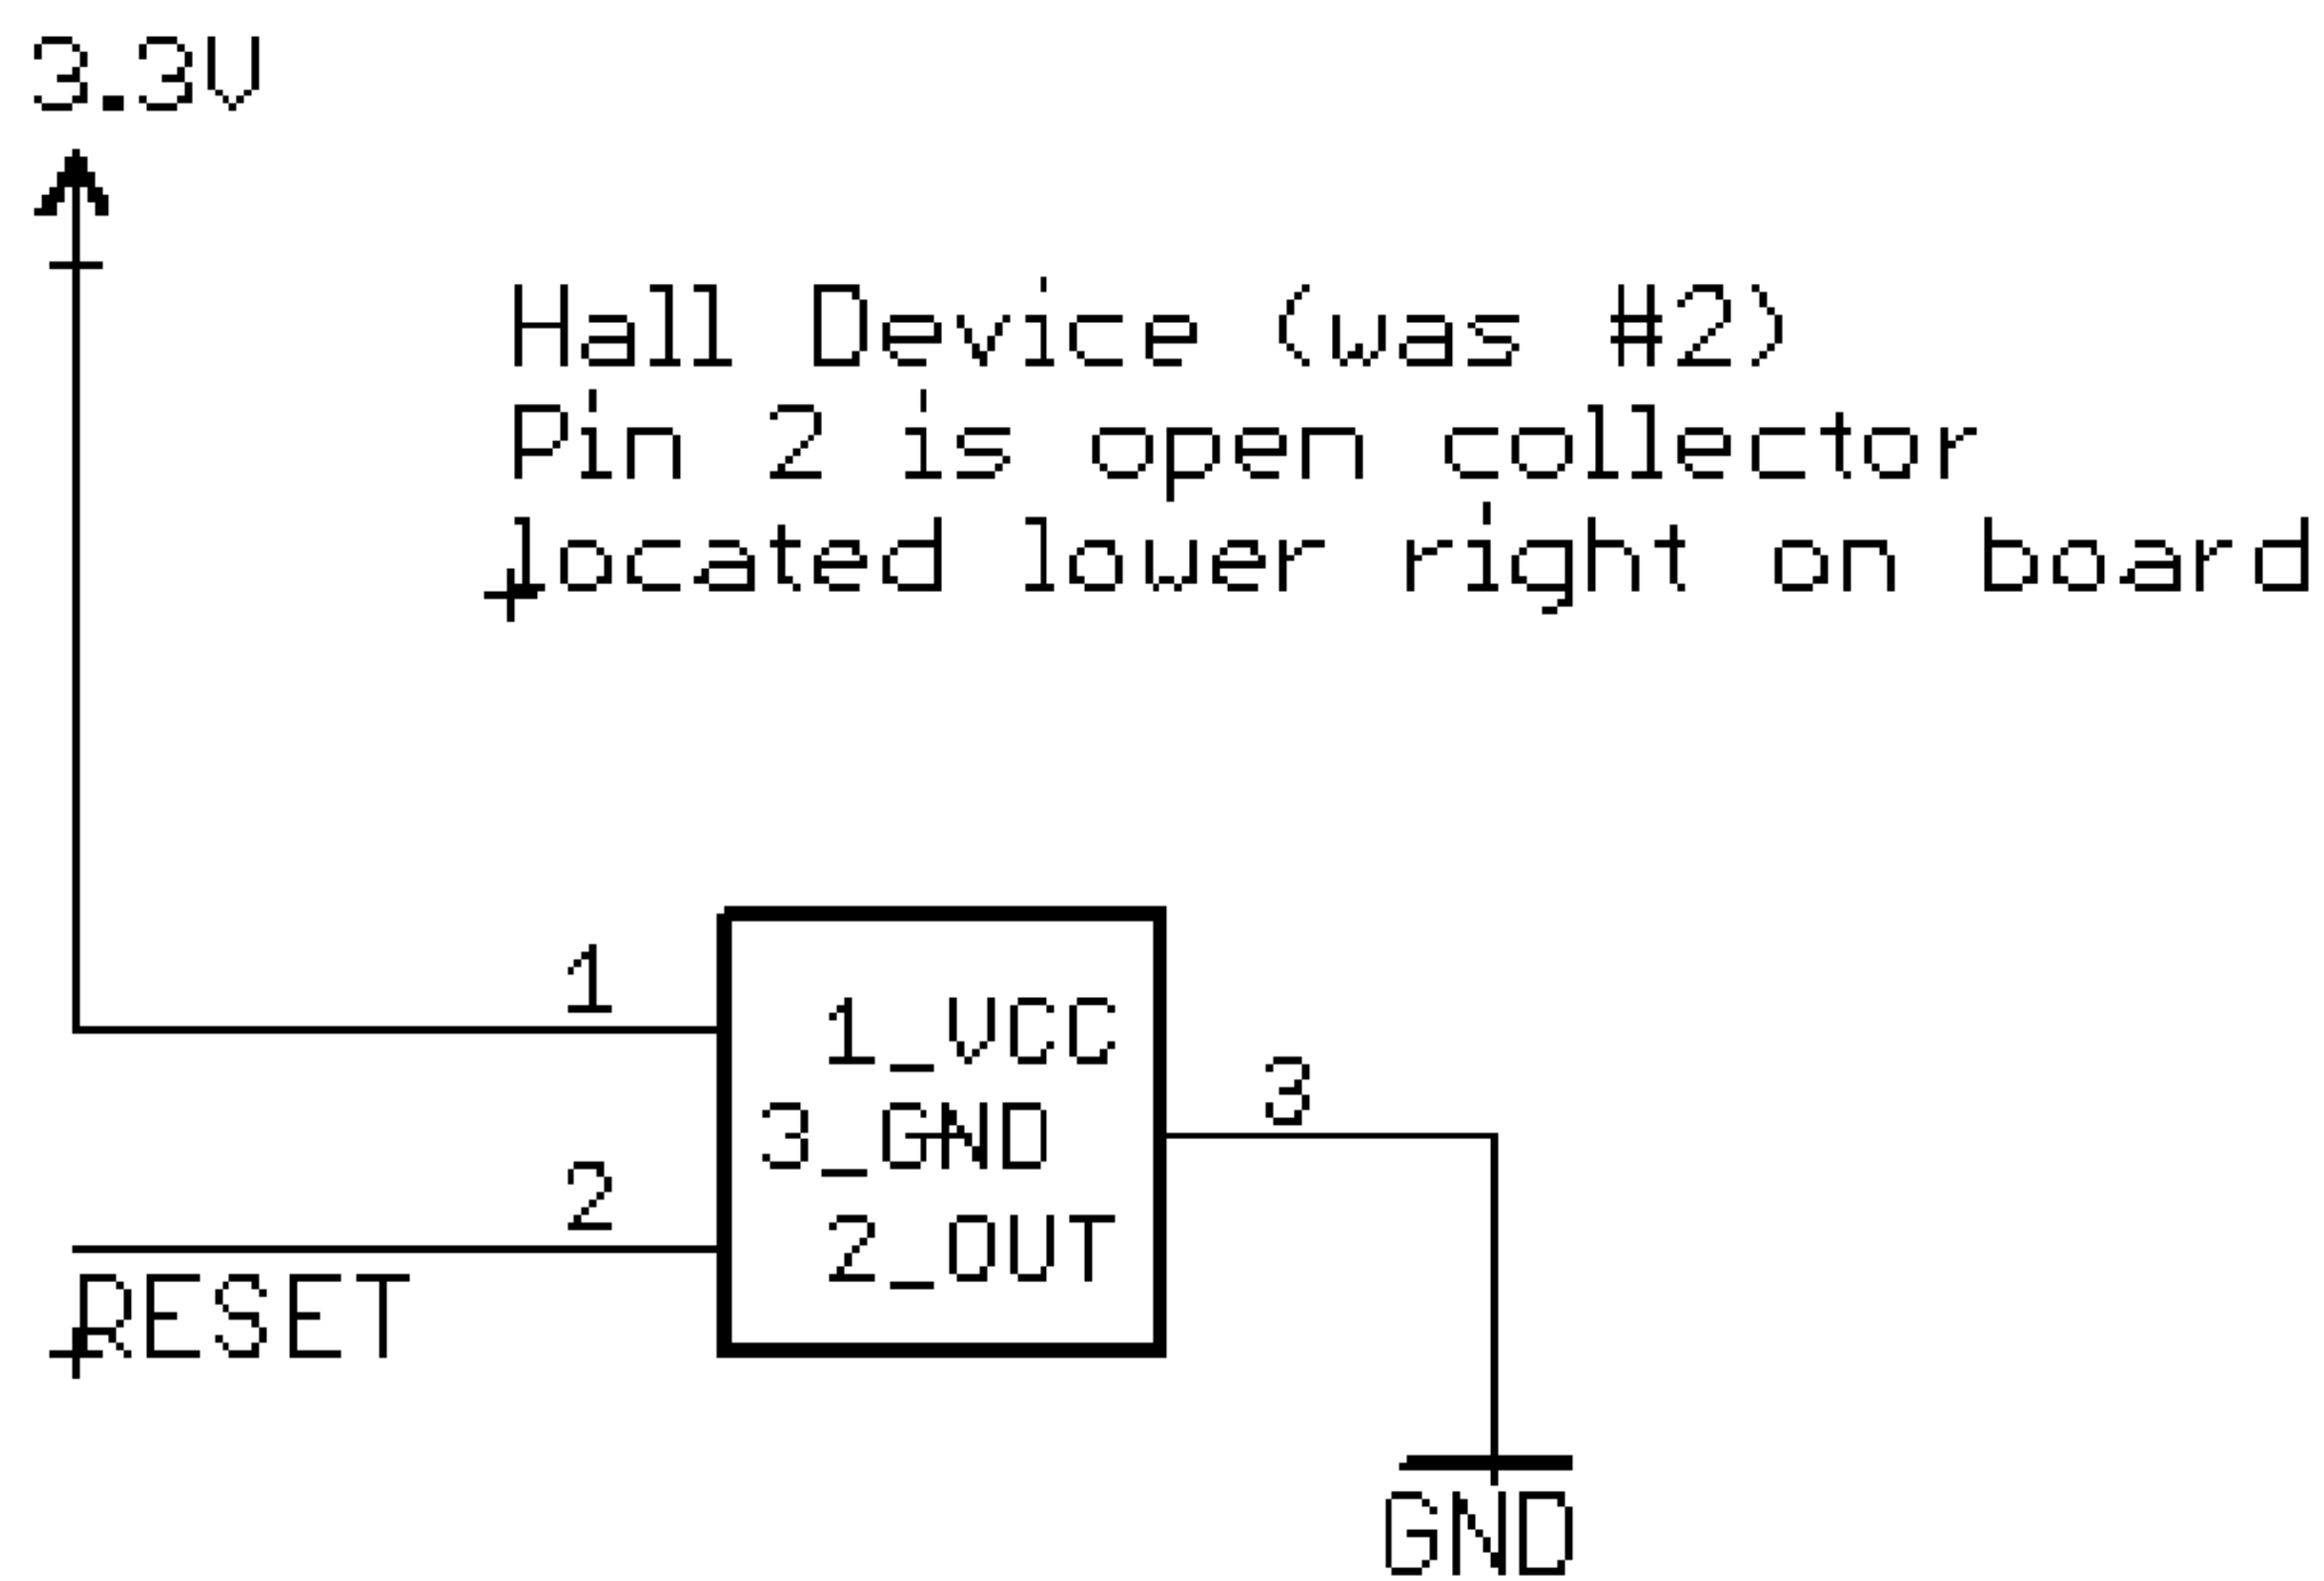 3.3V
Hall Device (was #2)
Pin 2 is open collector
located lower right on board
1
1_VCC
3
3_GND
2
2_OUT
RESET
GND